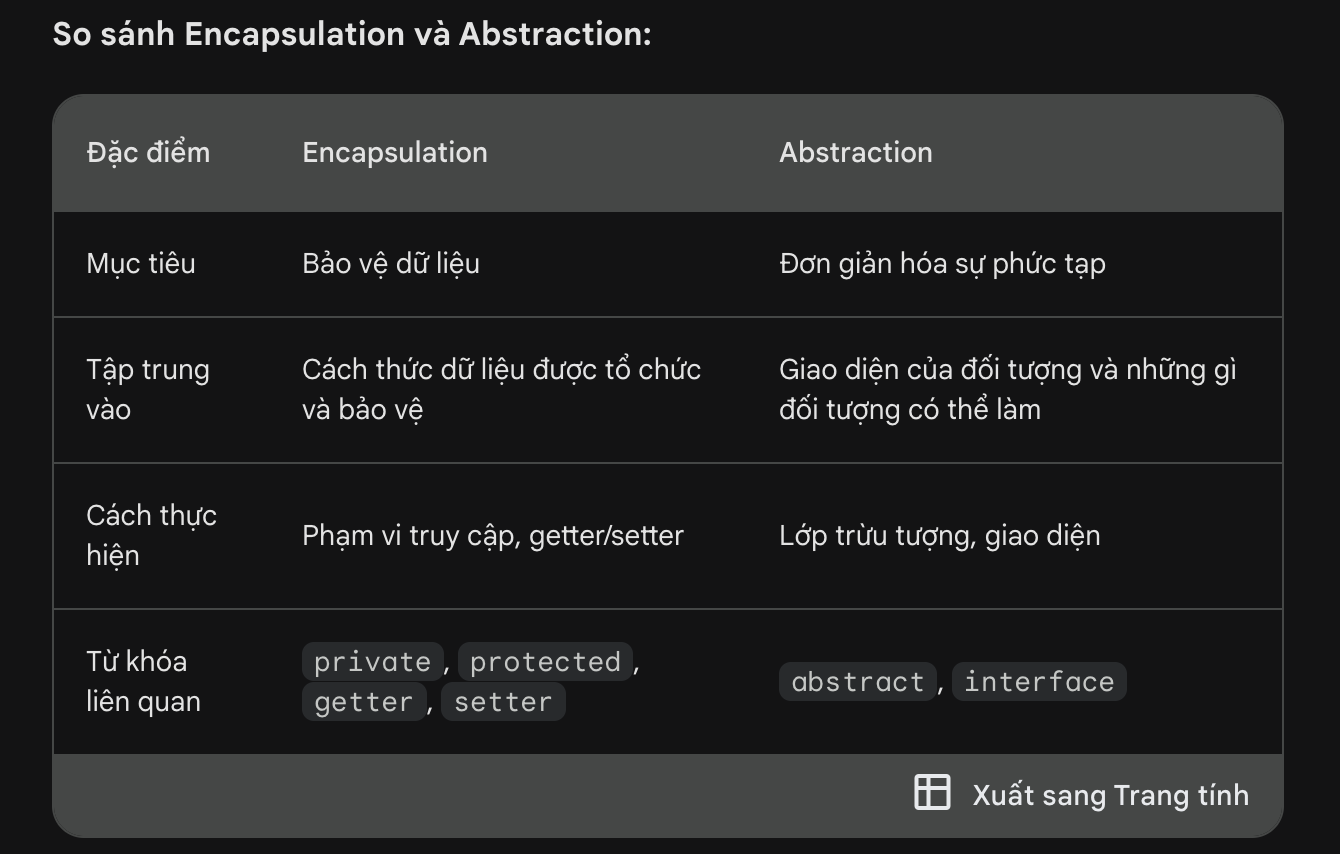 So sánh Encapsulation và Abstraction:
Đặc điểm Encapsulation Abstraction
Mục tiêu Bảo vệ dữ liệu Đơn giản hóa sự phức tạp
Tập trung vào
Cách thức dữ liệu được tổ chức và bảo vệ
Giao diện của đối tượng và những gì đối tượng có thể làm
Cách thực hiện
Phạm vi truy cập, getter/setter
Lớp trừu tượng, giao diện
Từ khóa liên quan
private, protected,
getter, setter
abstract, interface
Xuất sang Trang tính